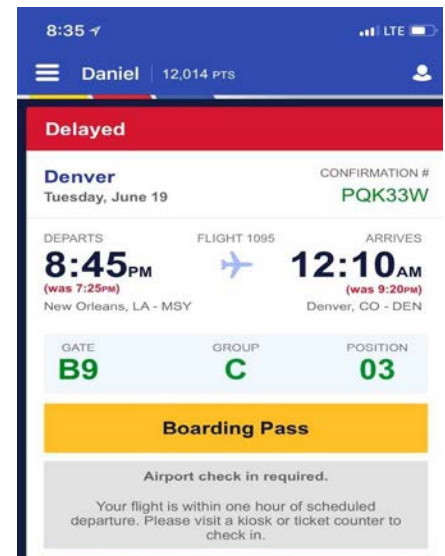 8:35
LTE
Daniel 12,014 PTS
Delayed
Denver CONFIRMATION #
Tuesday, June 19 PQK33W
DEPARTS FLIGHT 1095 ARRIVES
8:45PM 12:10AM
(was 7:25PM) (was 9:20PM)
New Orleans, LA - MSY Denver, CO - DEN
GATE GROUP POSITION
B9 C 03
Boarding Pass
Airport check in required.
Your flight is within one hour of scheduled
departure. Please visit a kiosk or ticket counter to
check in.